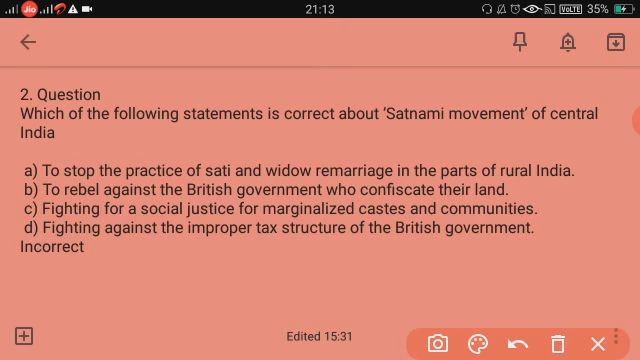 Jio
21:13
VoLTE 35%
2. Question
Which of the following statements is correct about ‘Satnami movement’ of central
India
a) To stop the practice of sati and widow remarriage in the parts of rural India.
b) To rebel against the British government who confiscate their land.
c) Fighting for a social justice for marginalized castes and communities.
d) Fighting against the improper tax structure of the British government.
Incorrect
Edited 15:31